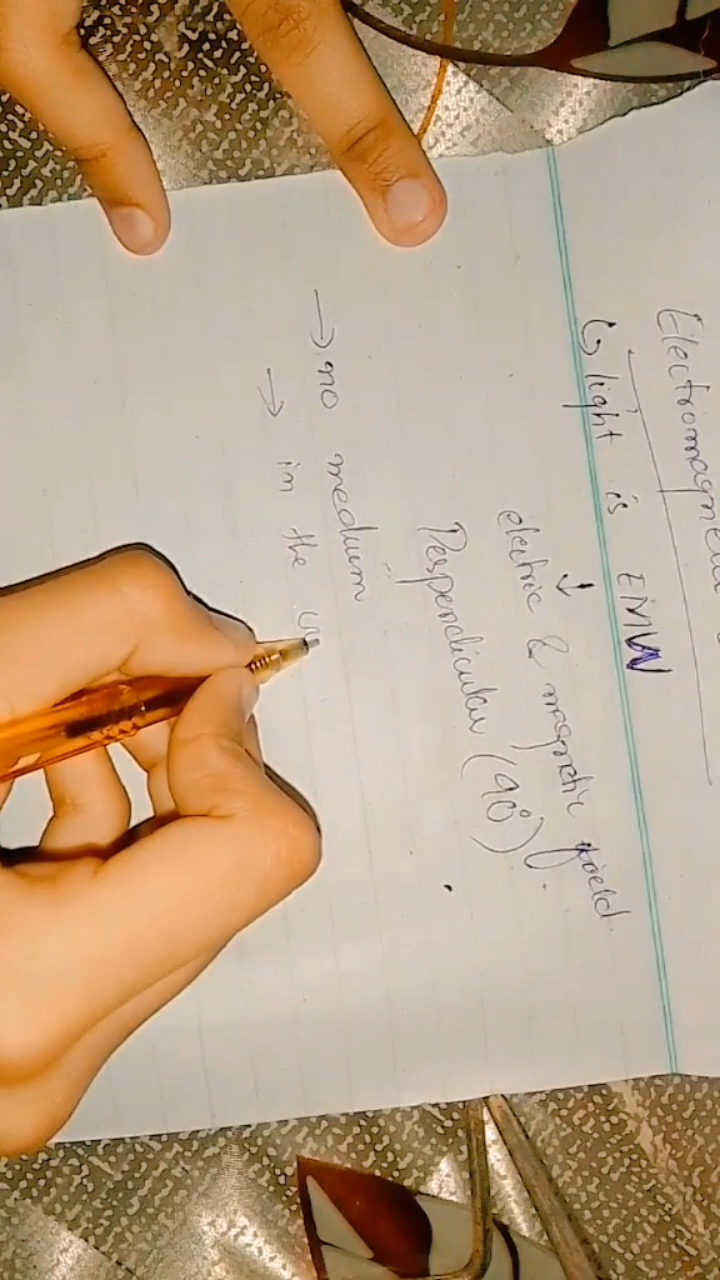 Electromagnetic
↳ light is EMW
↓
electric & magnetic field
Perpendicular (90°)
→ no medium
→ in the